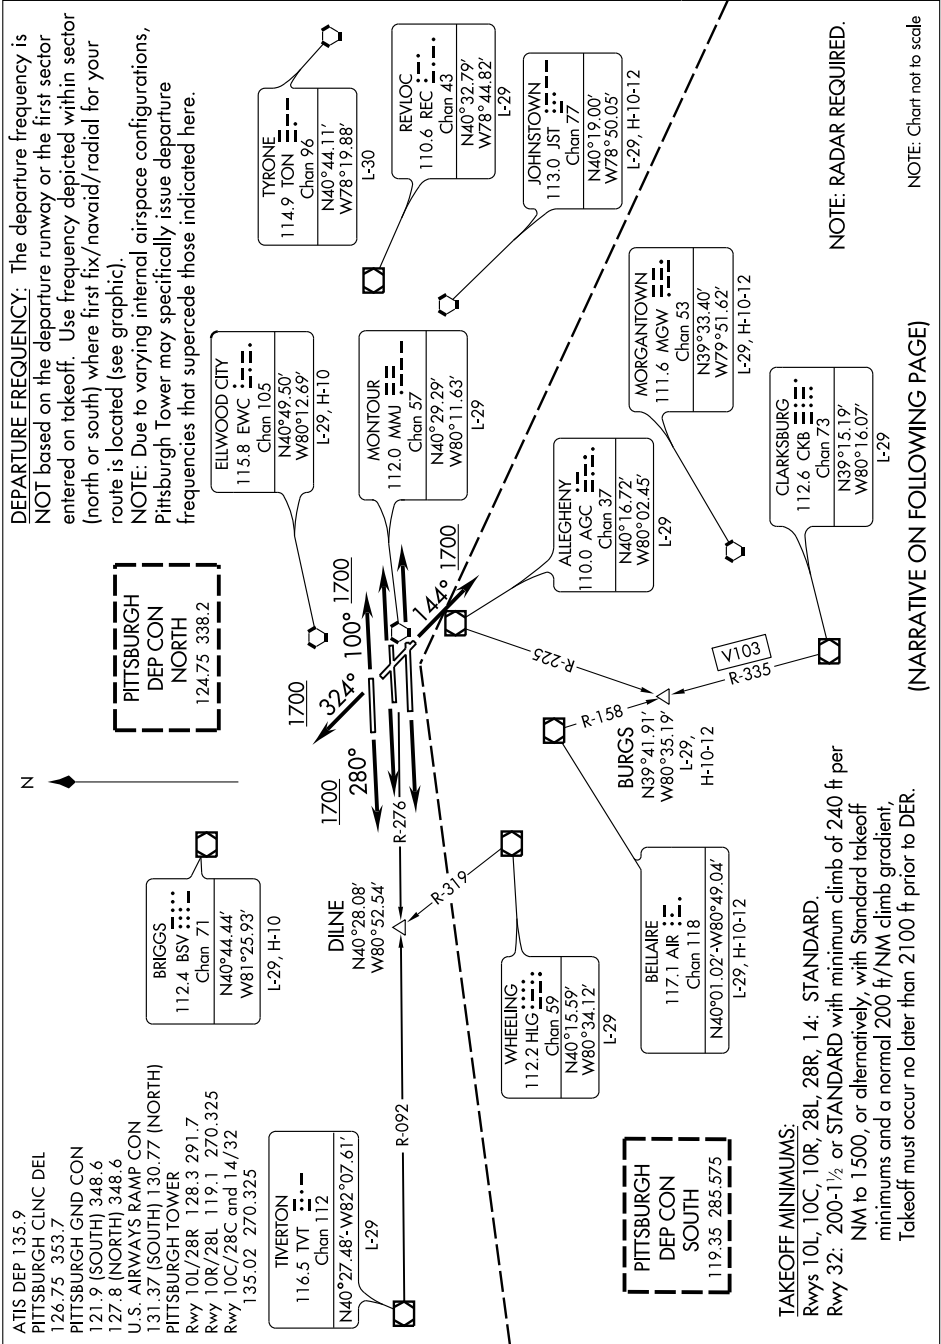 ATIS DEP 135.9
PITTSBURGH CLNC DEL
126.75 353.7
PITTSBURGH GND CON
121.9 (SOUTH) 348.6
127.8 (NORTH) 348.6
U.S. AIRWAYS RAMP CON
131.37 (SOUTH) 130.77 (NORTH)
PITTSBURGH TOWER
Rwy 10L/28R 128.3 291.7
Rwy 10R/28L 119.1 270.325
Rwy 10C/28C and 14/32
135.02 270.325
DEPARTURE FREQUENCY: The departure frequency is
NOT based on the departure runway or the first sector
entered on takeoff. Use frequency depicted within sector
(north or south) where first fix/navaid/radial for your
route is located (see graphic).
NOTE: Due to varying internal airspace configurations,
Pittsburgh Tower may specifically issue departure
frequencies that supercede those indicated here.
N
PITTSBURGH
DEP CON
NORTH
124.75 338.2
BRIGGS
112.4 BSV
Chan 71
N40°44.44'
W81°25.93'
L-29, H-10
ELLWOOD CITY
115.8 EWC
Chan 105
N40°49.50'
W80°12.69'
L-29, H-10
TYRONE
114.9 TON
Chan 96
N40°44.11'
W78°19.88'
L-30
REVLOC
110.6 REC
Chan 43
N40°32.79'
W78°44.82'
L-29
MONTOUR
112.0 MMJ
Chan 57
N40°29.29'
W80°11.63'
L-29
JOHNSTOWN
113.0 JST
Chan 77
N40°19.00'
W78°50.05'
L-29, H-10-12
1700
324°
1700
280°
1700
100°
1700
144°
TIVERTON
116.5 TVT
Chan 112
N40°27.48'-W82°07.61'
L-29
R-092
DILNE
N40°28.08'
W80°52.54'
R-276
R-319
WHEELING
112.2 HLG
Chan 59
N40°15.59'
W80°34.12'
L-29
ALLEGHENY
110.0 AGC
Chan 37
N40°16.72'
W80°02.45'
L-29
R-225
R-158
BURGS
N39°41.91'
W80°35.19'
L-29,
H-10-12
V103
R-335
MORGANTOWN
111.6 MGW
Chan 53
N39°33.40'
W79°51.62'
L-29, H-10-12
BELLAIRE
117.1 AIR
Chan 118
N40°01.02'-W80°49.04'
L-29, H-10-12
CLARKSBURG
112.6 CKB
Chan 73
N39°15.19'
W80°16.07'
L-29
PITTSBURGH
DEP CON
SOUTH
119.35 285.575
TAKEOFF MINIMUMS:
Rwys 10L, 10C, 10R, 28L, 28R, 14: STANDARD.
Rwy 32: 200-1½ or STANDARD with minimum climb of 240 ft per
NM to 1500, or alternatively, with Standard takeoff
minimums and a normal 200 ft/NM climb gradient,
Takeoff must occur no later than 2100 ft prior to DER.
NOTE: RADAR REQUIRED.
(NARRATIVE ON FOLLOWING PAGE)
NOTE: Chart not to scale